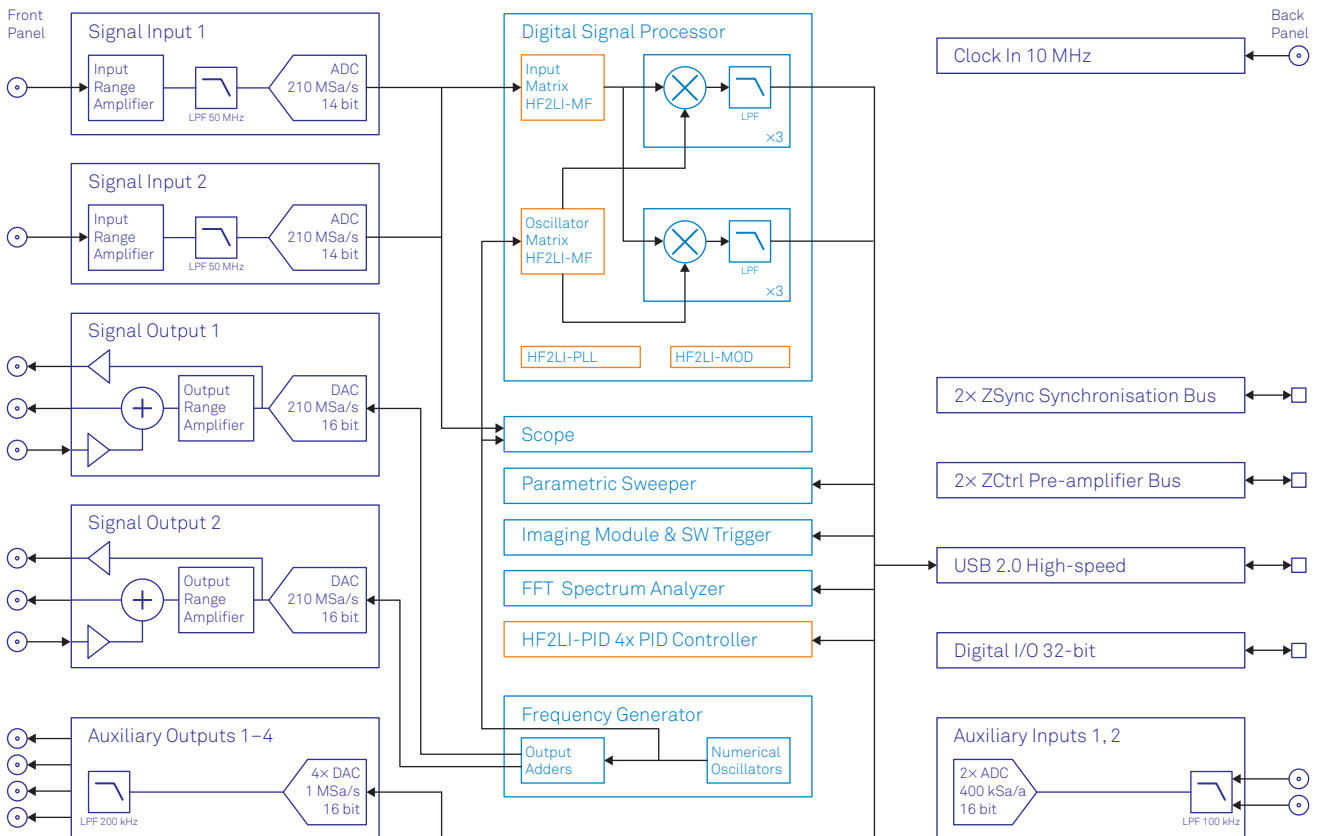 Front
Panel
Signal Input 1
Input
Range
Amplifier
LPF 50 MHz
ADC
210 MSa/s
14 bit
Signal Input 2
Input
Range
Amplifier
LPF 50 MHz
ADC
210 MSa/s
14 bit
Signal Output 1
Output
Range
Amplifier
DAC
210 MSa/s
16 bit
Signal Output 2
Output
Range
Amplifier
DAC
210 MSa/s
16 bit
Auxiliary Outputs 1–4
LPF 200 kHz
4× DAC
1 MSa/s
16 bit
Digital Signal Processor
Input
Matrix
HF2LI-MF
LPF
×3
Oscillator
Matrix
HF2LI-MF
LPF
×3
HF2LI-PLL
HF2LI-MOD
Scope
Parametric Sweeper
Imaging Module & SW Trigger
FFT Spectrum Analyzer
HF2LI-PID 4x PID Controller
Frequency Generator
Output
Adders
Numerical
Oscillators
Back
Panel
Clock In 10 MHz
2× ZSync Synchronisation Bus
2× ZCtrl Pre-amplifier Bus
USB 2.0 High-speed
Digital I/O 32-bit
Auxiliary Inputs 1, 2
2× ADC
400 kSa/a
16 bit
LPF 100 kHz